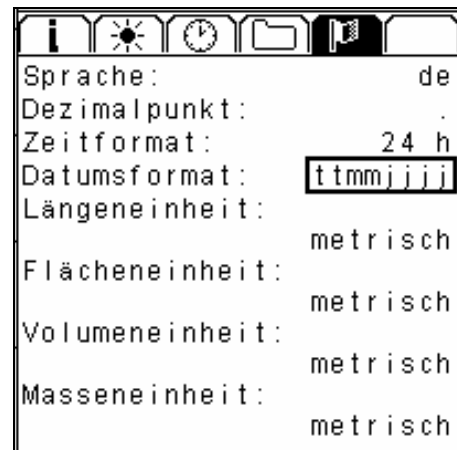 Sprache: de
Dezimalpunkt: .
Zeitformat: 24 h
Datumsformat: ttmmjjjj
Längeneinheit:
metrisch
Flächeneinheit:
metrisch
Volumeneinheit:
metrisch
Masseneinheit:
metrisch